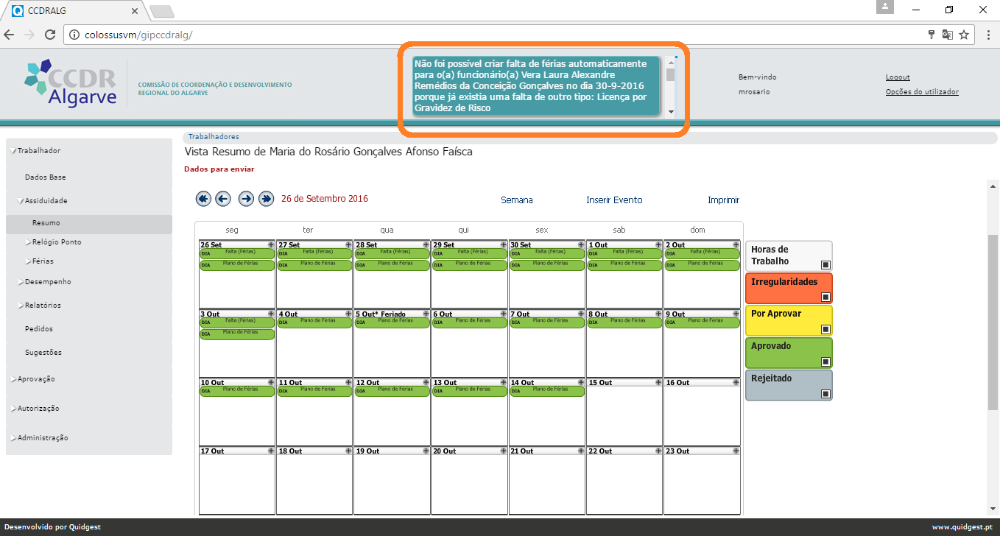 CCDRALG
colossusvm/gipccdralg/
CCDR
Algarve
COMISSÃO DE COORDENAÇÃO E DESENVOLVIMENTO
REGIONAL DO ALGARVE
Não foi possível criar falta de férias automaticamente
para o(a) funcionário(a) Vera Laura Alexandre
Remédios da Conceição Gonçalves no dia 30-9-2016
porque já existia uma falta de outro tipo: Licença por
Gravidez de Risco
Bem-vindo
mrosario
Logout
Opções do utilizador
Trabalhador
Dados Base
Assiduidade
Resumo
Relógio Ponto
Férias
Desempenho
Relatórios
Pedidos
Sugestões
Aprovação
Autorização
Administração
Trabalhadores
Vista Resumo de Maria do Rosário Gonçalves Afonso Faísca
Dados para enviar
26 de Setembro 2016 Semana Inserir Evento Imprimir
seg ter qua qui sex sab dom
26 Set 27 Set 28 Set 29 Set 30 Set 1 Out 2 Out
DIA Falta (Férias) DIA Falta (Férias) DIA Falta (Férias) DIA Falta (Férias) DIA Falta (Férias) DIA Falta (Férias) DIA Falta (Férias)
DIA Plano de Férias DIA Plano de Férias DIA Plano de Férias DIA Plano de Férias DIA Plano de Férias DIA Plano de Férias DIA Plano de Férias
3 Out 4 Out 5 Out* Feriado 6 Out 7 Out 8 Out 9 Out
DIA Falta (Férias) DIA Plano de Férias DIA Plano de Férias DIA Plano de Férias DIA Plano de Férias DIA Plano de Férias DIA Plano de Férias
DIA Plano de Férias
10 Out 11 Out 12 Out 13 Out 14 Out 15 Out 16 Out
DIA Plano de Férias DIA Plano de Férias DIA Plano de Férias DIA Plano de Férias DIA Plano de Férias
17 Out 18 Out 19 Out 20 Out 21 Out 22 Out 23 Out
Horas de
Trabalho
Irregularidades
Por Aprovar
Aprovado
Rejeitado
Desenvolvido por Quidgest
www.quidgest.pt